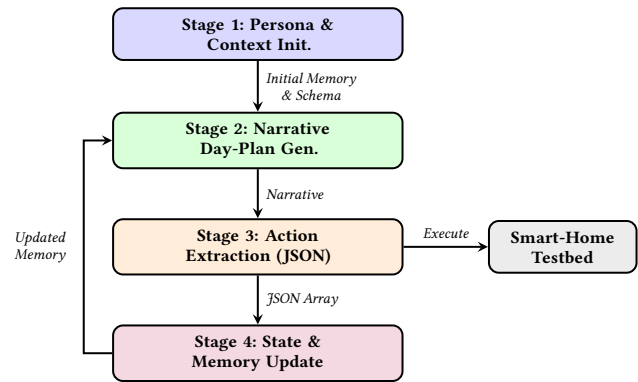 Stage 1: Persona &
Context Init.
Initial Memory
& Schema
Stage 2: Narrative
Day-Plan Gen.
Narrative
Updated
Memory
Stage 3: Action
Extraction (JSON)
Execute
Smart-Home
Testbed
JSON Array
Stage 4: State &
Memory Update